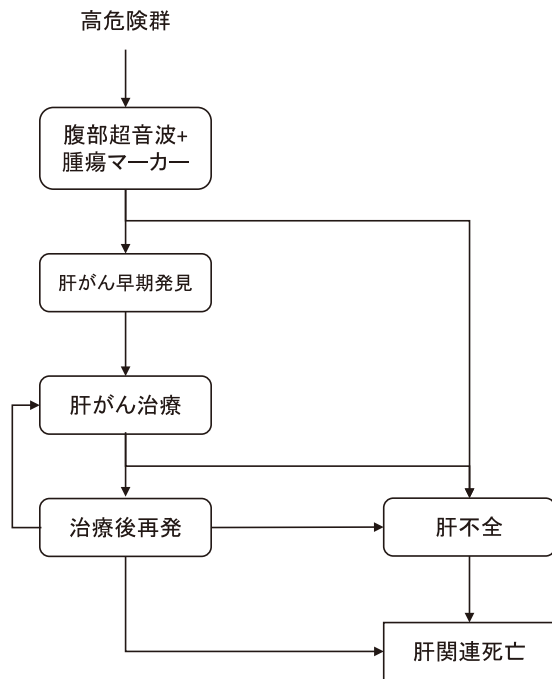 高危険群
腹部超音波+
腫瘍マーカー
肝がん早期発見
肝がん治療
治療後再発
肝不全
肝関連死亡